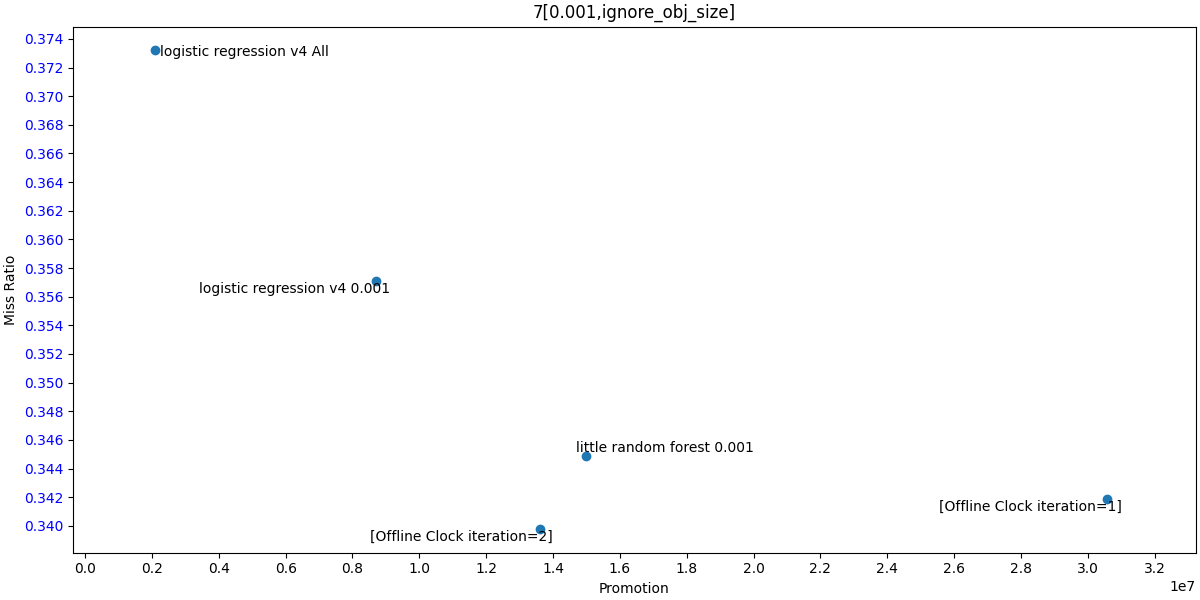 7[0.001,ignore_obj_size]
0.374
0.372
0.370
0.368
0.366
0.364
0.362
0.360
0.358
0.356
0.354
0.352
0.350
0.348
0.346
0.344
0.342
0.340
Miss Ratio
logistic regression v4 All
logistic regression v4 0.001
little random forest 0.001
[Offline Clock iteration=1]
[Offline Clock iteration=2]
0.0 0.2 0.4 0.6 0.8 1.0 1.2 1.4 1.6 1.8 2.0 2.2 2.4 2.6 2.8 3.0 3.2
1e7
Promotion